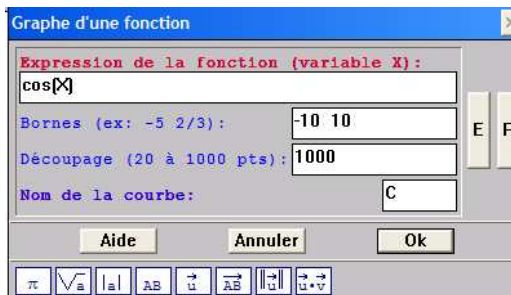 Graphe d'une fonction
Expression de la fonction (variable X):
cos(X)
Bornes (ex: -5 2/3): -10 10
Découpage (20 à 1000 pts): 1000
Nom de la courbe: C
E F
Aide Annuler Ok
π √a |a| AB u⃗ AB⃗ ||u⃗|| u⃗•v⃗